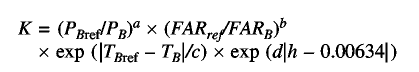 K = (P_Bref/P_B)^a × (FAR_ref/FAR_B)^b
× exp (|T_Bref − T_B|/c) × exp (d|h − 0.00634|)